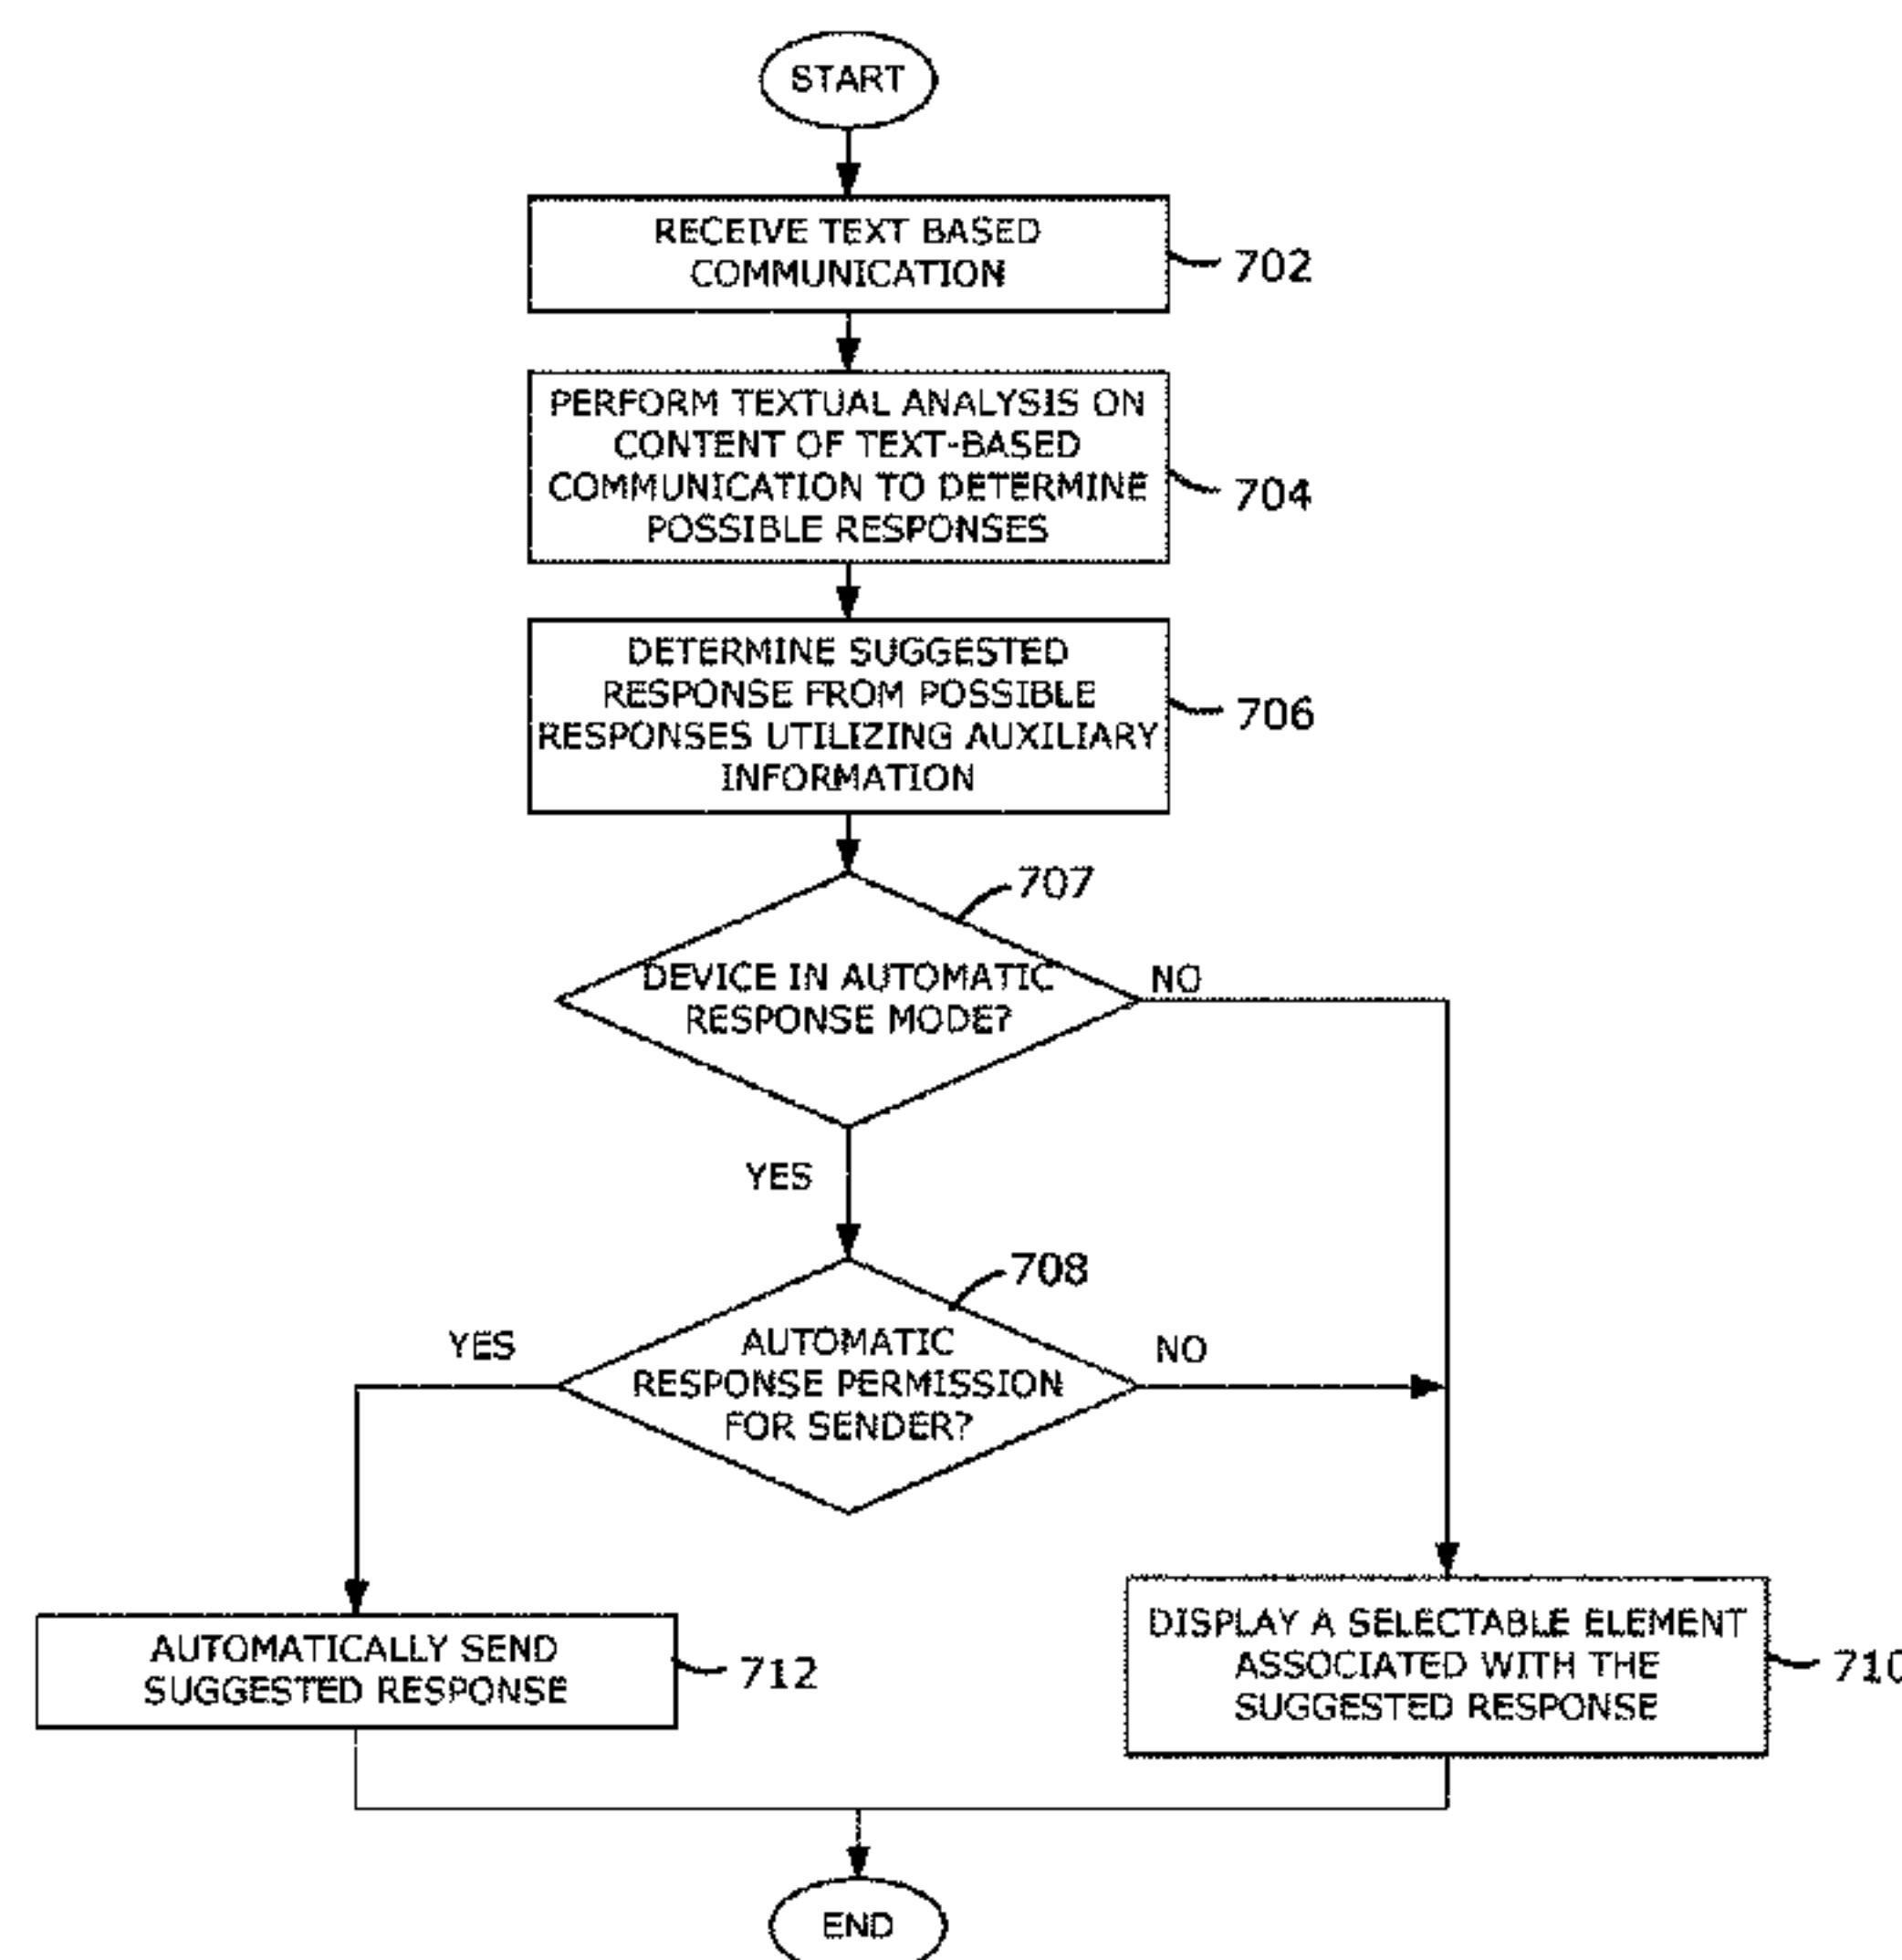 START
RECEIVE TEXT BASED
COMMUNICATION
702
PERFORM TEXTUAL ANALYSIS ON
CONTENT OF TEXT-BASED
COMMUNICATION TO DETERMINE
POSSIBLE RESPONSES
704
DETERMINE SUGGESTED
RESPONSE FROM POSSIBLE
RESPONSES UTILIZING AUXILIARY
INFORMATION
706
707
DEVICE IN AUTOMATIC
RESPONSE MODE?
NO
YES
708
AUTOMATIC
RESPONSE PERMISSION
FOR SENDER?
YES
NO
AUTOMATICALLY SEND
SUGGESTED RESPONSE
712
DISPLAY A SELECTABLE ELEMENT
ASSOCIATED WITH THE
SUGGESTED RESPONSE
710
END